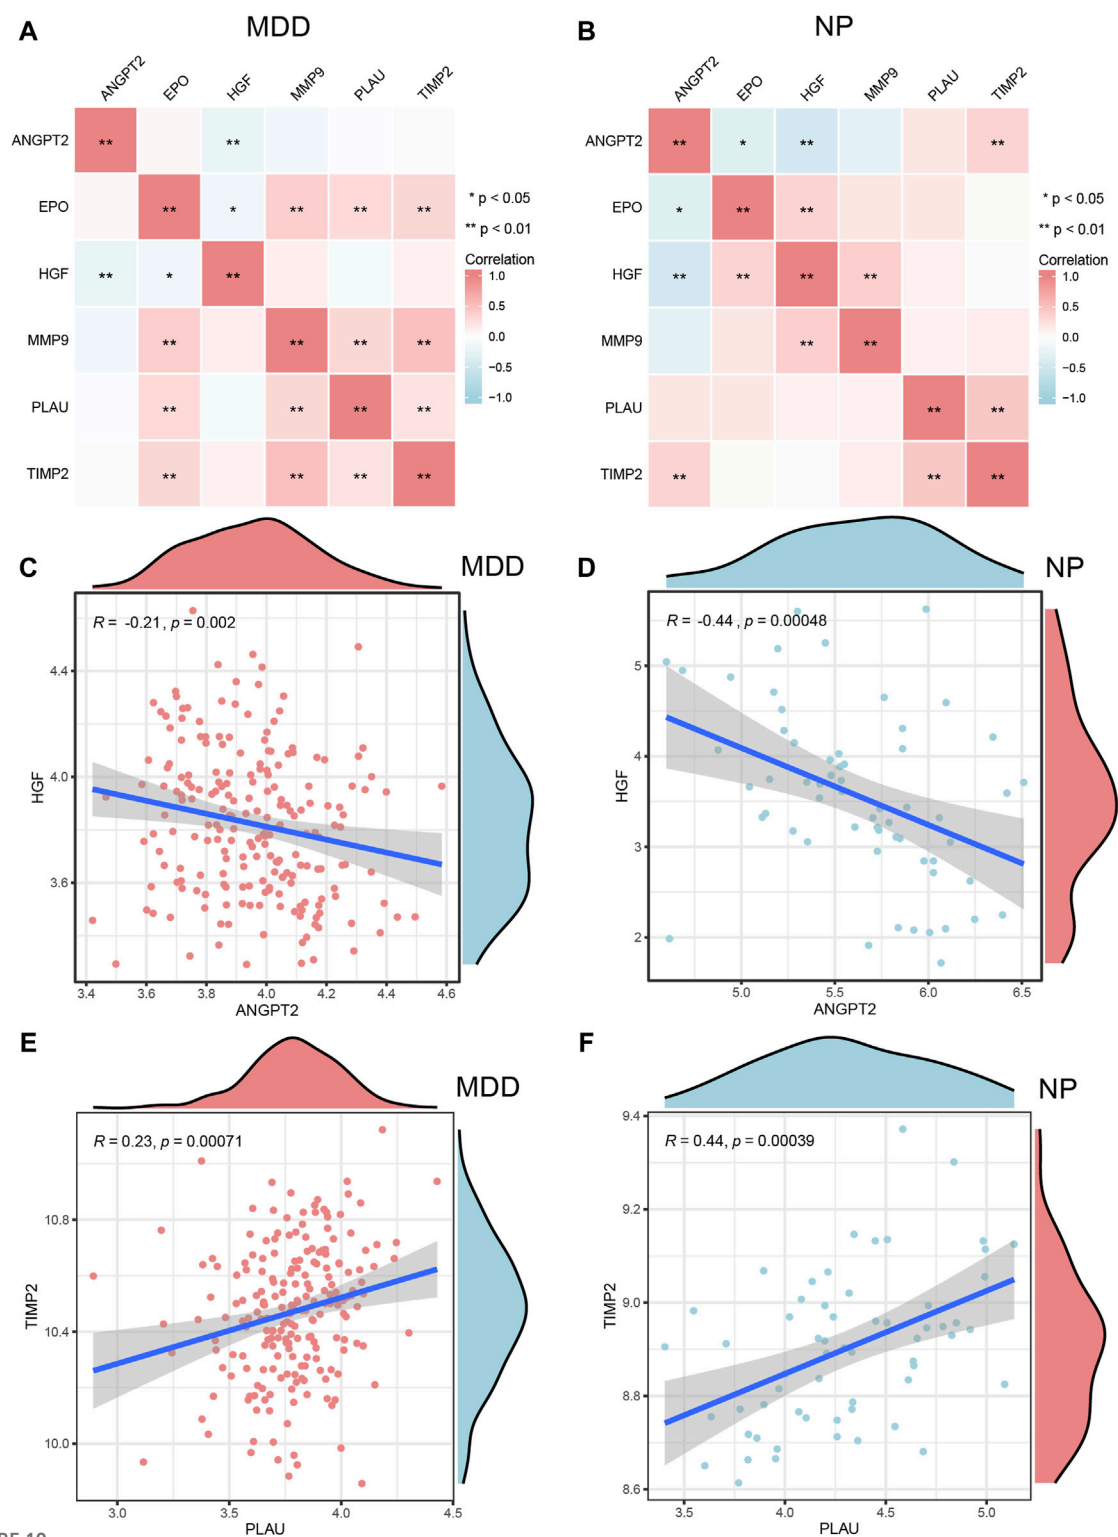 A MDD
ANGPT2 EPO HGF MMP9 PLAU TIMP2
ANGPT2 ** **
EPO ** * ** ** **
HGF ** * **
MMP9 ** ** ** **
PLAU ** ** ** **
TIMP2 ** ** ** **
* p < 0.05
** p < 0.01
Correlation
1.0
0.5
0.0
−0.5
−1.0
B NP
ANGPT2 EPO HGF MMP9 PLAU TIMP2
ANGPT2 ** * ** **
EPO * ** **
HGF ** ** ** **
MMP9 ** **
PLAU ** **
TIMP2 ** ** **
* p < 0.05
** p < 0.01
Correlation
1.0
0.5
0.0
−0.5
−1.0
C MDD
R = -0.21, p = 0.002
4.4
4.0
3.6
HGF
3.4 3.6 3.8 4.0 4.2 4.4 4.6
ANGPT2
D NP
R = -0.44, p = 0.00048
5
4
3
2
HGF
5.0 5.5 6.0 6.5
ANGPT2
E MDD
R = 0.23, p = 0.00071
10.8
10.4
10.0
TIMP2
3.0 3.5 4.0 4.5
PLAU
F NP
R = 0.44, p = 0.00039
9.4
9.2
9.0
8.8
8.6
TIMP2
3.5 4.0 4.5 5.0
PLAU